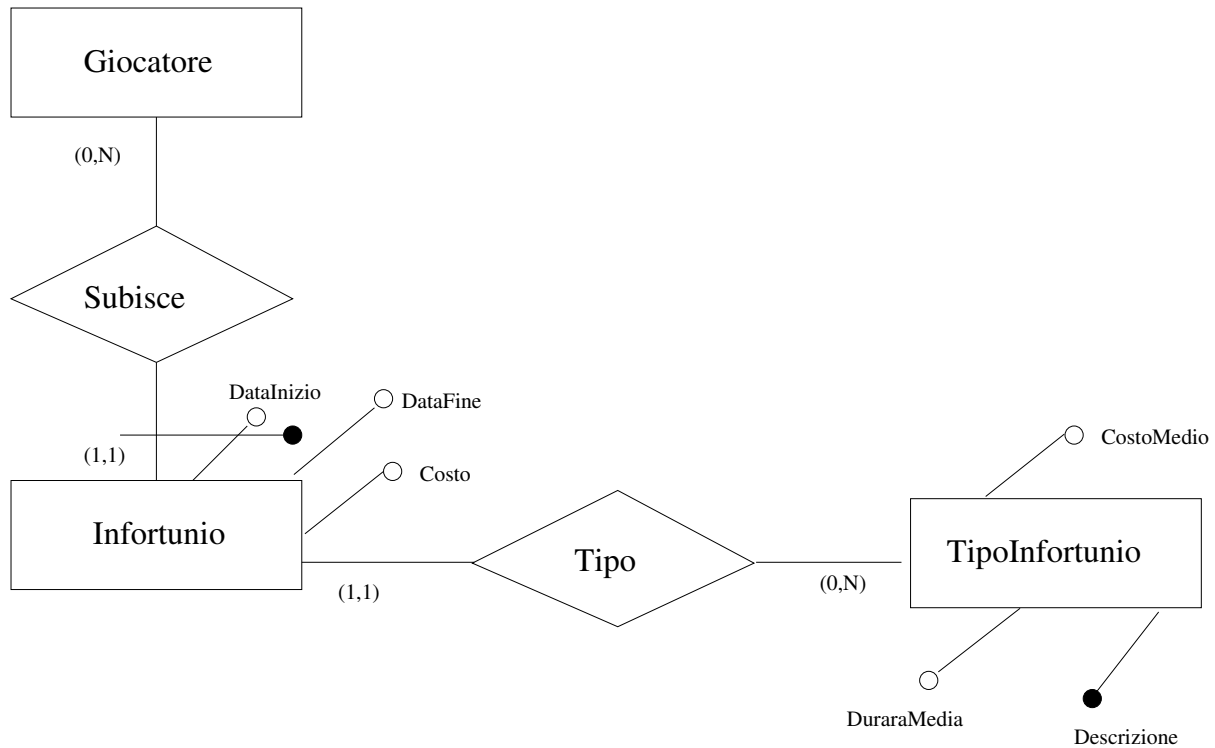 Giocatore
(0,N)
Subisce
DataInizio
DataFine
(1,1)
Costo
CostoMedio
Infortunio
Tipo
TipoInfortunio
(1,1)
(0,N)
DuraraMedia
Descrizione